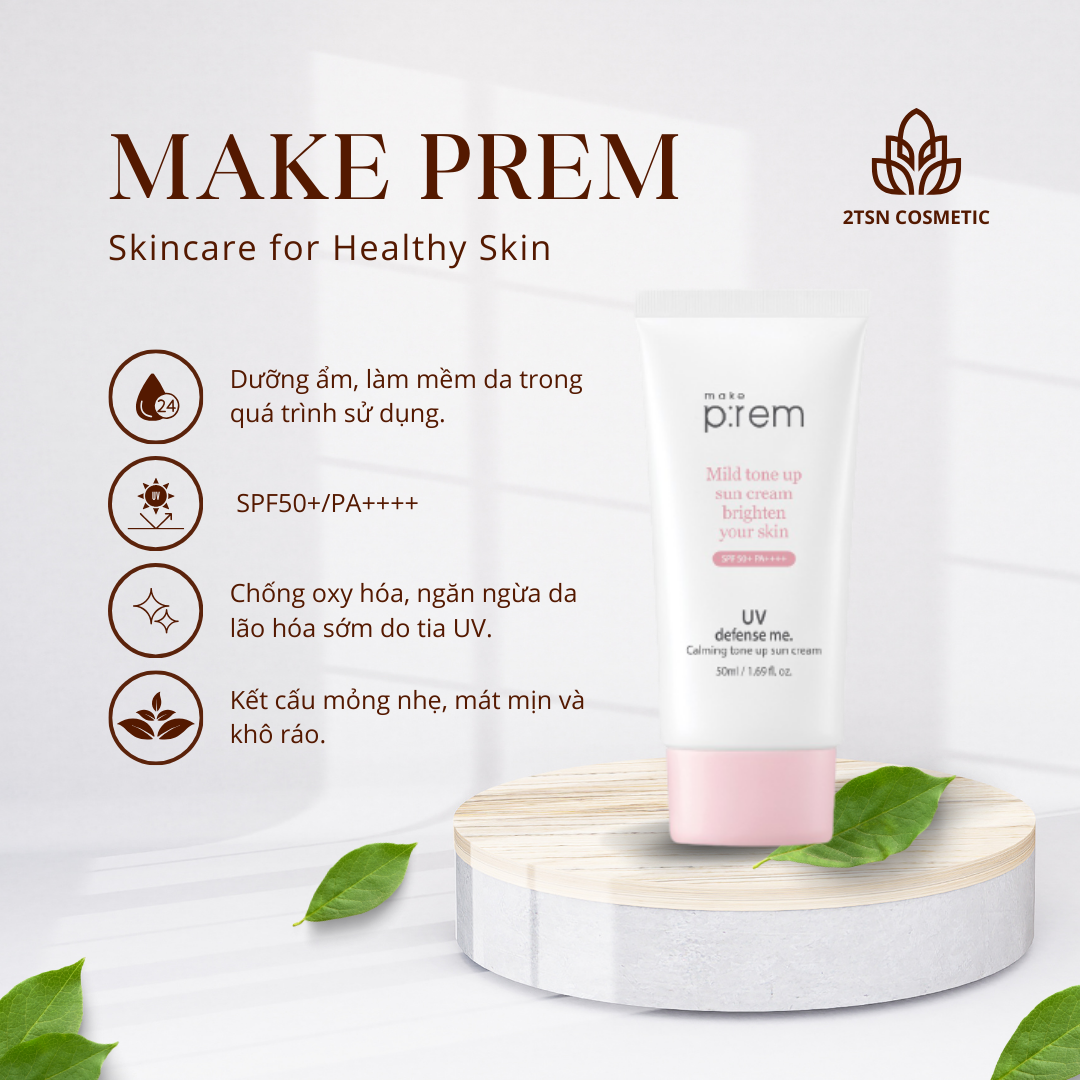 MAKE PREM
Skincare for Healthy Skin
2TSN COSMETIC
24
Dưỡng ẩm, làm mềm da trong
quá trình sử dụng.
UV
SPF50+/PA++++
Chống oxy hóa, ngăn ngừa da
lão hóa sớm do tia UV.
Kết cấu mỏng nhẹ, mát mịn và
khô ráo.
make
p:rem
Mild tone up
sun cream
brighten
your skin
SPF50+ PA++++
UV
defense me.
Calming tone up sun cream
50ml / 1.69 fl. oz.